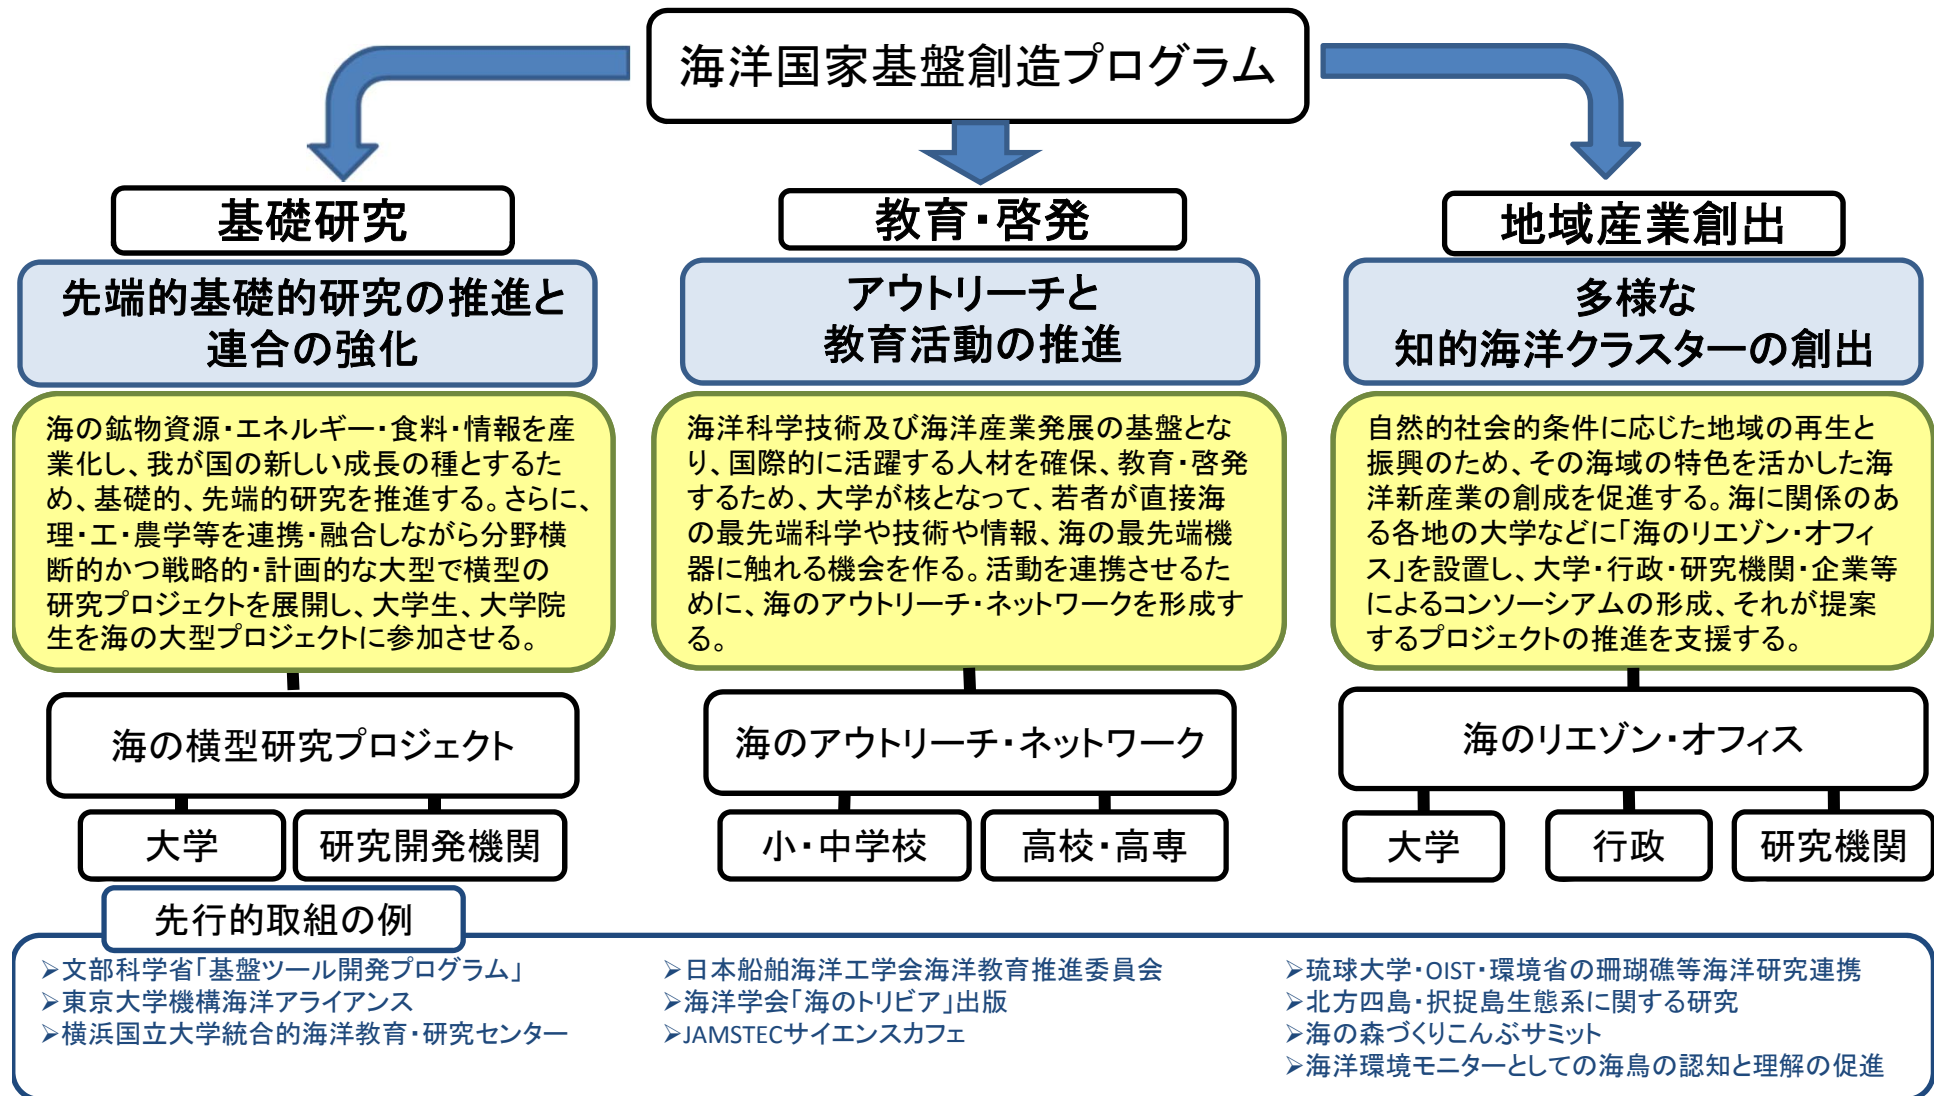 海洋国家基盤創造プログラム
基礎研究
先端的基礎的研究の推進と
連合の強化
海の鉱物資源・エネルギー・食料・情報を産
業化し、我が国の新しい成長の種とするた
め、基礎的、先端的研究を推進する。さらに、
理・工・農学等を連携・融合しながら分野横
断的かつ戦略的・計画的な大型で横型の
研究プロジェクトを展開し、大学生、大学院
生を海の大型プロジェクトに参加させる。
海の横型研究プロジェクト
大学
研究開発機関
教育・啓発
アウトリーチと
教育活動の推進
海洋科学技術及び海洋産業発展の基盤とな
り、国際的に活躍する人材を確保、教育・啓発
するため、大学が核となって、若者が直接海
の最先端科学や技術や情報、海の最先端機
器に触れる機会を作る。活動を連携させるた
めに、海のアウトリーチ・ネットワークを形成す
る。
海のアウトリーチ・ネットワーク
小・中学校
高校・高専
地域産業創出
多様な
知的海洋クラスターの創出
自然的社会的条件に応じた地域の再生と
振興のため、その海域の特色を活かした海
洋新産業の創成を促進する。海に関係のあ
る各地の大学などに「海のリエゾン・オフィ
ス」を設置し、大学・行政・研究機関・企業等
によるコンソーシアムの形成、それが提案
するプロジェクトの推進を支援する。
海のリエゾン・オフィス
大学
行政
研究機関
先行的取組の例
➢文部科学省「基盤ツール開発プログラム」
➢東京大学機構海洋アライアンス
➢横浜国立大学統合的海洋教育・研究センター
➢日本船舶海洋工学会海洋教育推進委員会
➢海洋学会「海のトリビア」出版
➢JAMSTECサイエンスカフェ
➢琉球大学・OIST・環境省の珊瑚礁等海洋研究連携
➢北方四島・択捉島生態系に関する研究
➢海の森づくりこんぶサミット
➢海洋環境モニターとしての海鳥の認知と理解の促進